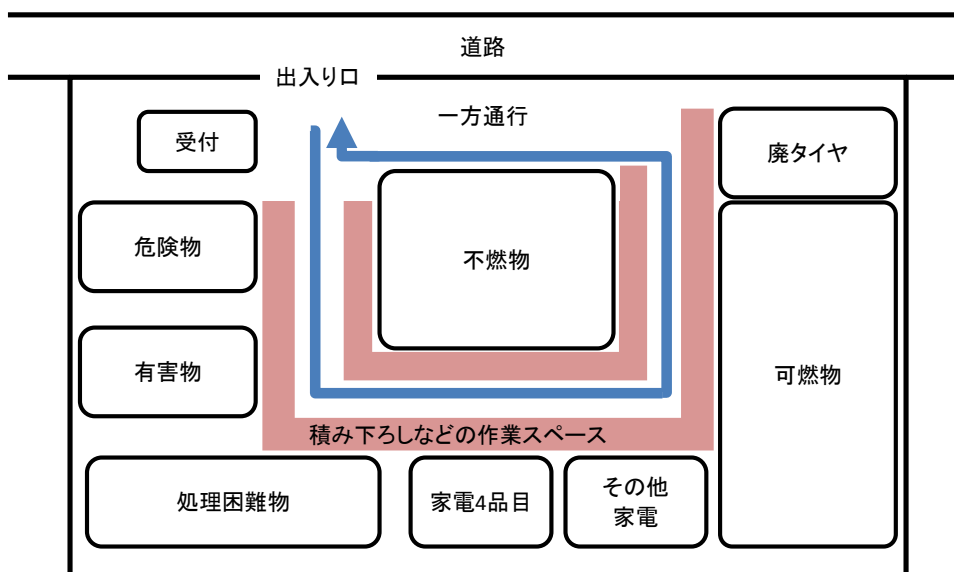 道路
出入り口
一方通行
受付
廃タイヤ
危険物
不燃物
有害物
可燃物
積み下ろしなどの作業スペース
処理困難物
家電4品目
その他
家電